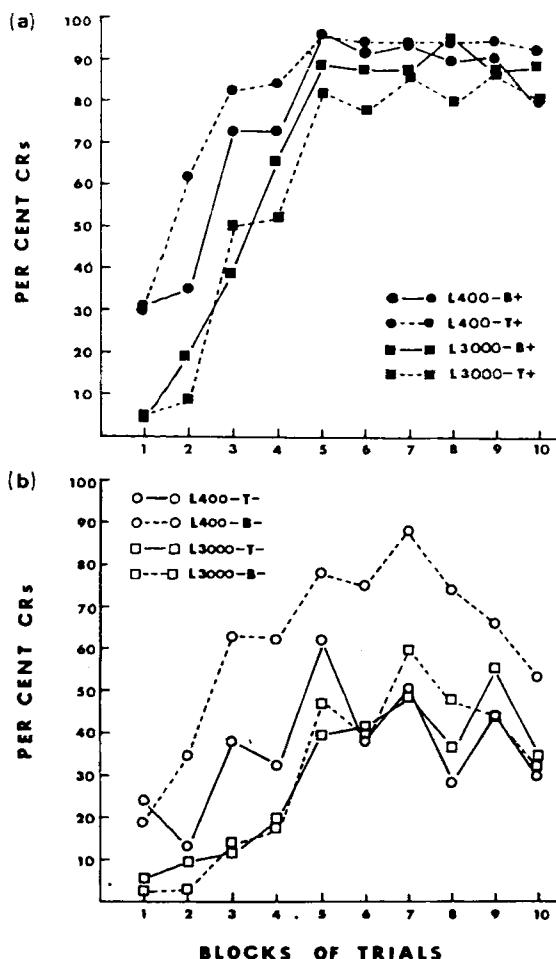 (a)
PER CENT CRs
100
90
80
70
60
50
40
30
20
10
L400-B+
L400-T+
L3000-B+
L3000-T+
1 2 3 4 5 6 7 8 9 10
(b)
PER CENT CRs
100
90
80
70
60
50
40
30
20
10
L400-T-
L400-B-
L3000-T-
L3000-B-
1 2 3 4 5 6 7 8 9 10
BLOCKS OF TRIALS